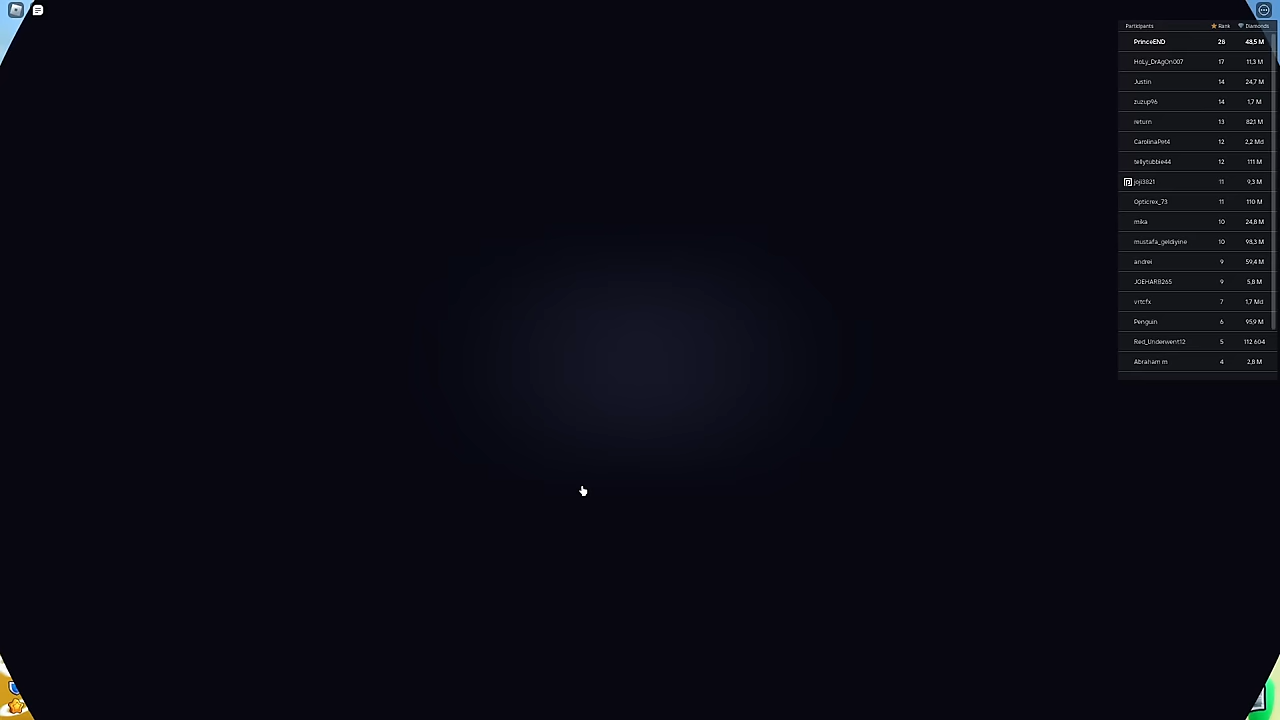 Participants Rank Diamonds
PrinceEND 28 48,5 M
HoLy_DrAgOn007 17 11,3 M
Justin 14 24,7 M
zuzup96 14 1,7 M
return 13 82,1 M
CarolinaPet4 12 2,2 Md
tellytubbie44 12 111 M
joji3821 11 9,3 M
Opticrex_73 11 110 M
mika 10 24,8 M
mustafa_geldiyine 10 98,3 M
andrei 9 59,4 M
JOEHARB265 9 5,8 M
vrtcfx 7 1,7 Md
Penguin 6 95,9 M
Red_Underwent12 5 112 604
Abraham m 4 2,8 M